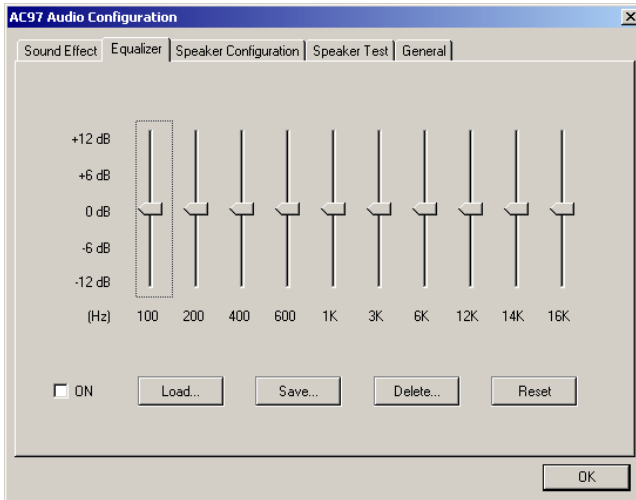 AC97 Audio Configuration
Sound Effect Equalizer Speaker Configuration Speaker Test General
+12 dB
+6 dB
0 dB
-6 dB
-12 dB
(Hz) 100 200 400 600 1K 3K 6K 12K 14K 16K
ON Load... Save... Delete... Reset
OK